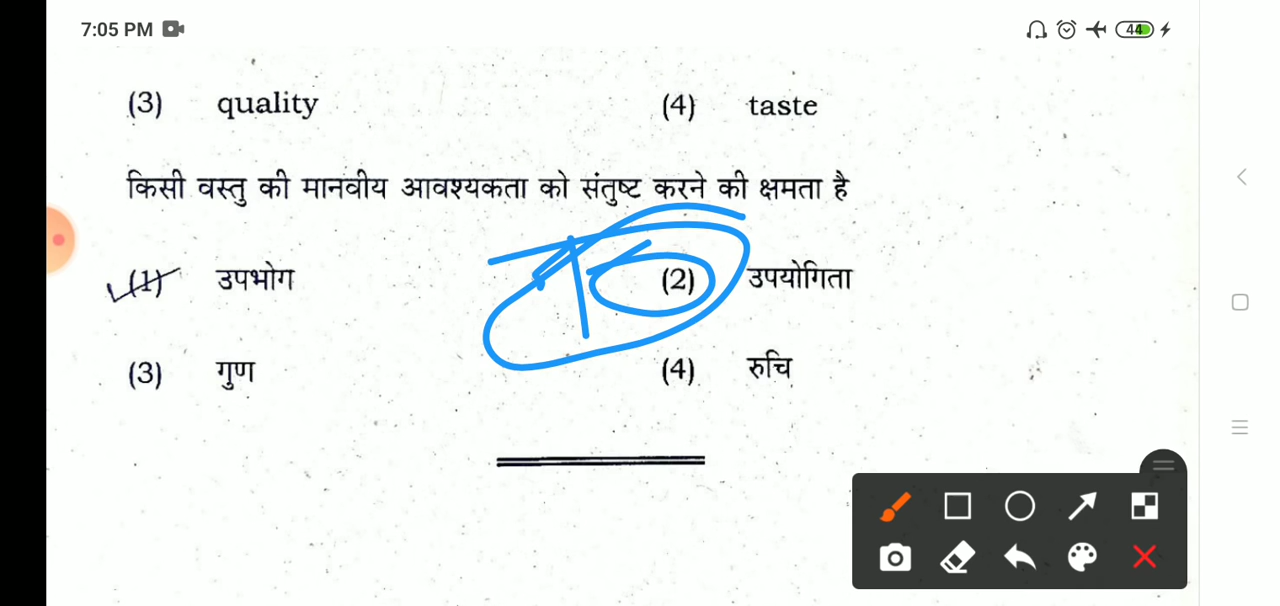 7:05 PM 44
(3) quality (4) taste
किसी वस्तु की मानवीय आवश्यकता को संतुष्ट करने की क्षमता है
(1) उपभोग (2) उपयोगिता
(3) गुण (4) रुचि